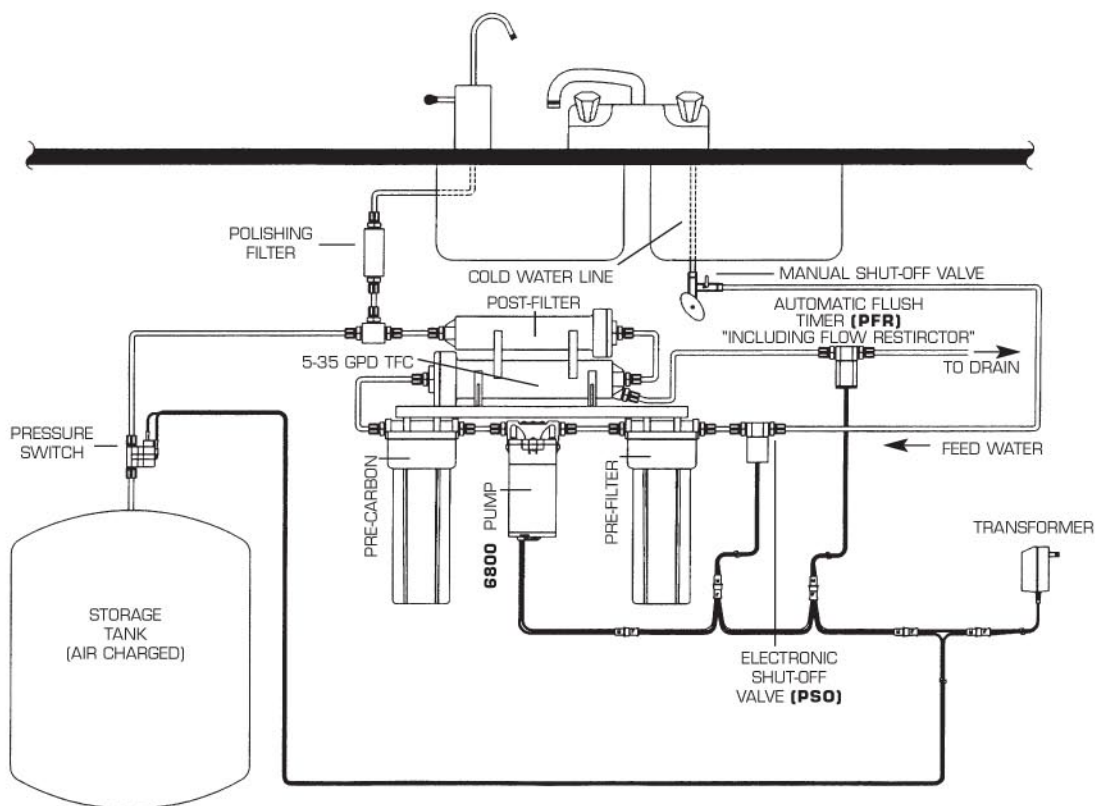 POLISHING
FILTER
COLD WATER LINE
MANUAL SHUT-OFF VALVE
POST-FILTER
AUTOMATIC FLUSH
TIMER (PFR)
"INCLUDING FLOW RESTIRCTOR"
5-35 GPD TFC
TO DRAIN
PRESSURE
SWITCH
FEED WATER
PRE-CARBON
6800 PUMP
PRE-FILTER
TRANSFORMER
STORAGE
TANK
(AIR CHARGED)
ELECTRONIC
SHUT-OFF
VALVE (PSO)